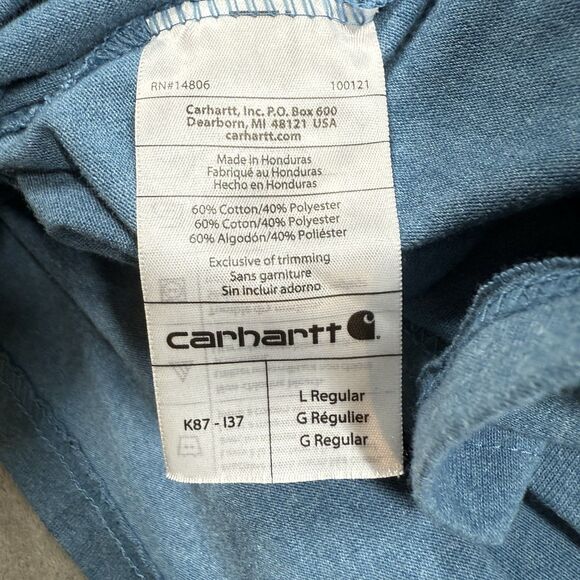 RN#14806 100121
Carhartt, Inc. P.O. Box 600
Dearborn, MI 48121 USA
carhartt.com
Made in Honduras
Fabriqué au Honduras
Hecho en Honduras
60% Cotton/40% Polyester
60% Coton/40% Polyester
60% Algodón/40% Poliéster
Exclusive of trimming
Sans garniture
Sin incluir adorno
carhartt
K87 - I37
L Regular
G Régulier
G Regular